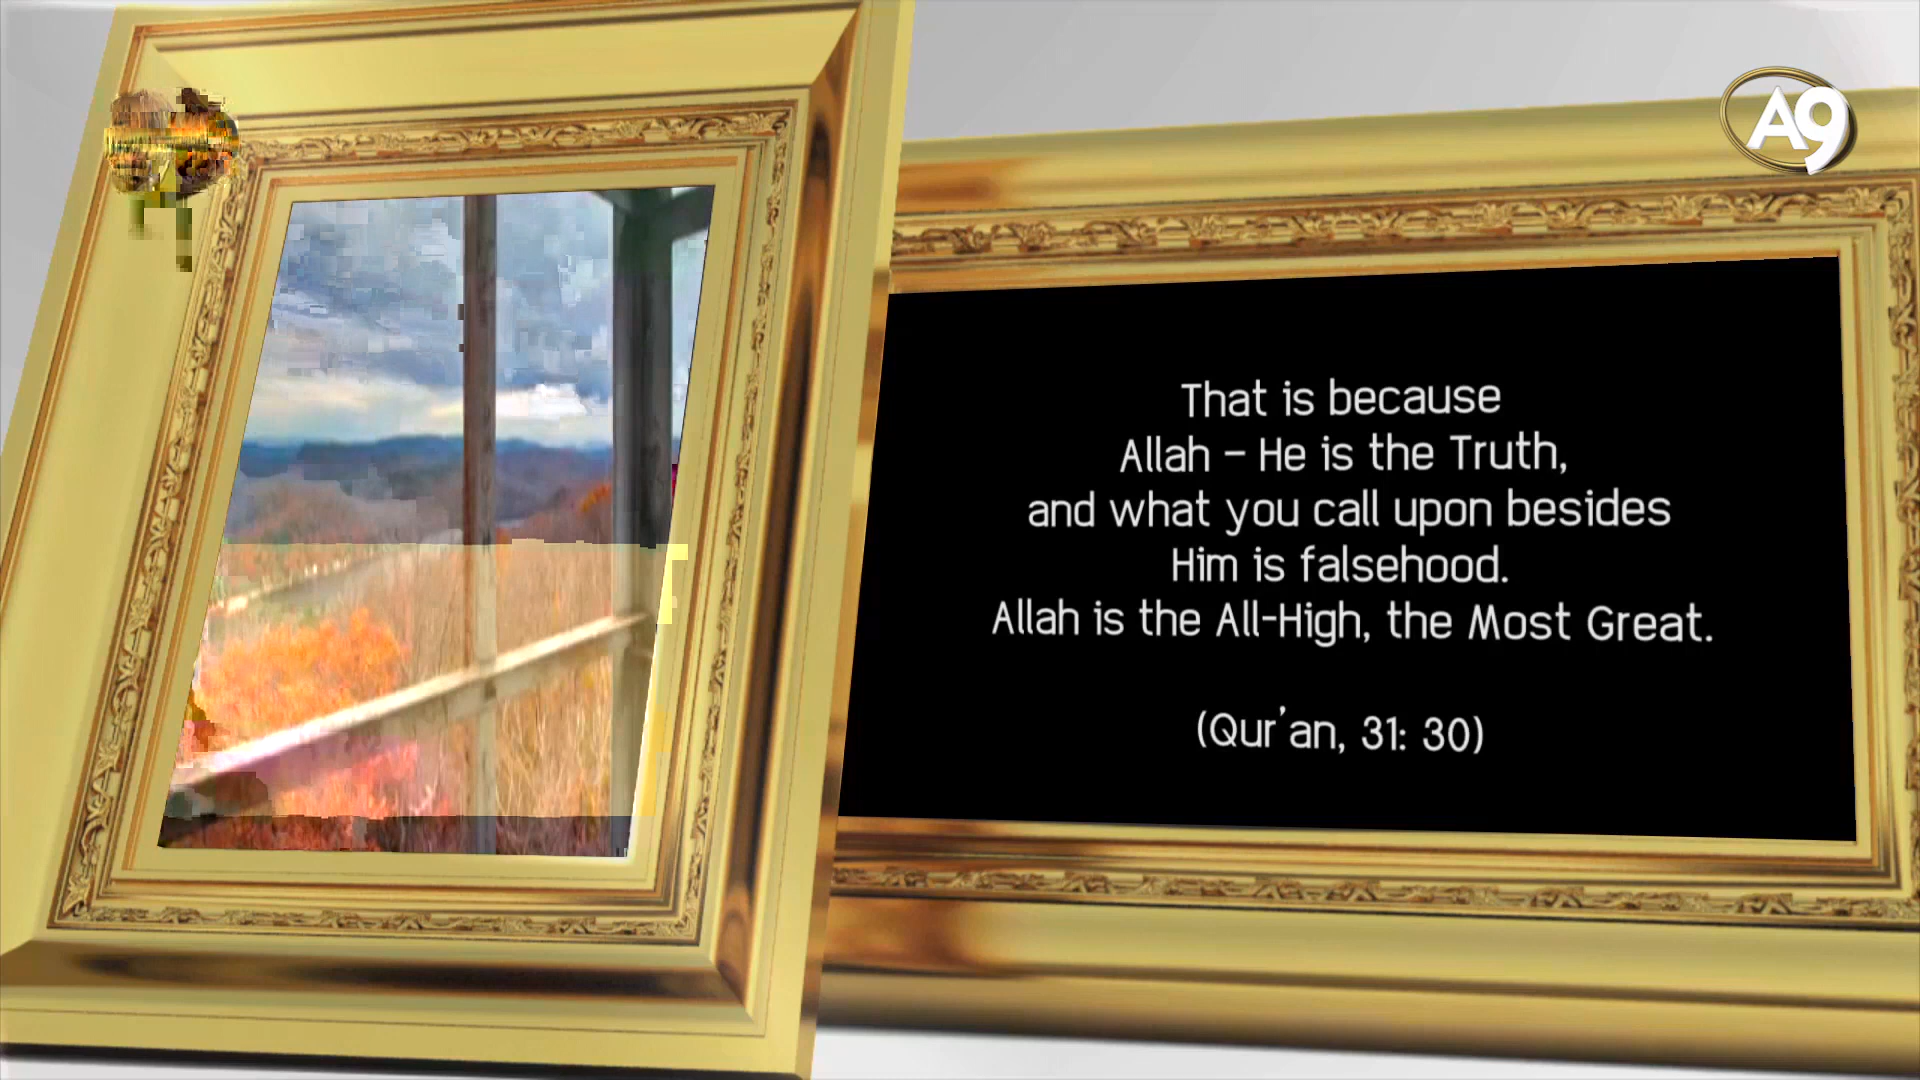 A9
That is because
Allah – He is the Truth,
and what you call upon besides
Him is falsehood.
Allah is the All-High, the Most Great.
(Qur'an, 31: 30)